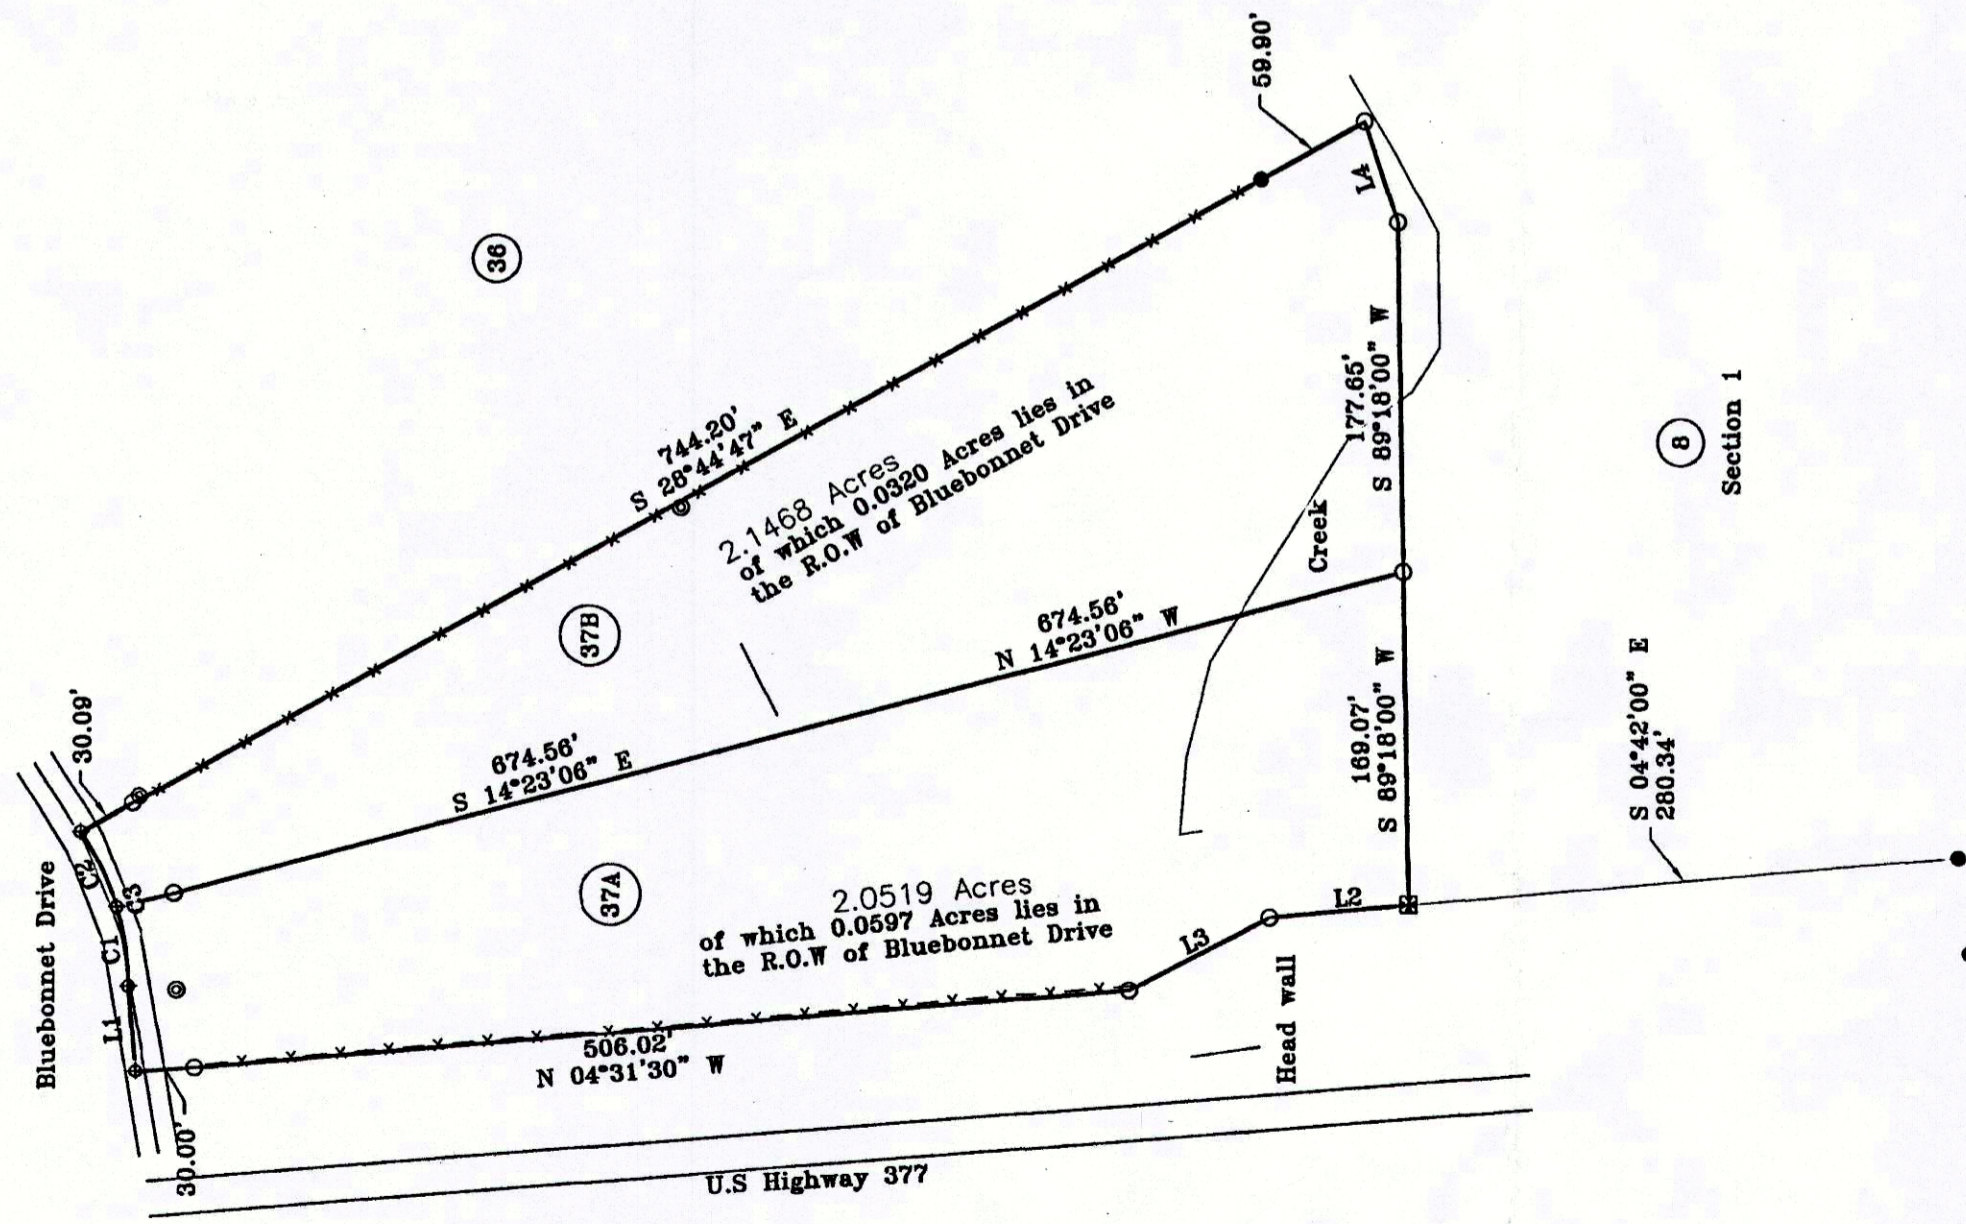 Bluebonnet Drive
30.09'
C2
C3
C1
L1
30.00'
36
744.20'
S 28°44'47" E
2.1468 Acres
of which 0.0320 Acres lies in
the R.O.W of Bluebonnet Drive
37B
674.56'
S 14°23'06" E
674.56'
N 14°23'06" W
37A
2.0519 Acres
of which 0.0597 Acres lies in
the R.O.W of Bluebonnet Drive
506.02'
N 04°31'30" W
U.S Highway 377
59.90'
L4
Creek
177.65'
S 89°18'00" W
169.07'
S 89°18'00" W
L2
L3
Head wall
S 04°42'00" E
280.34'
8
Section 1